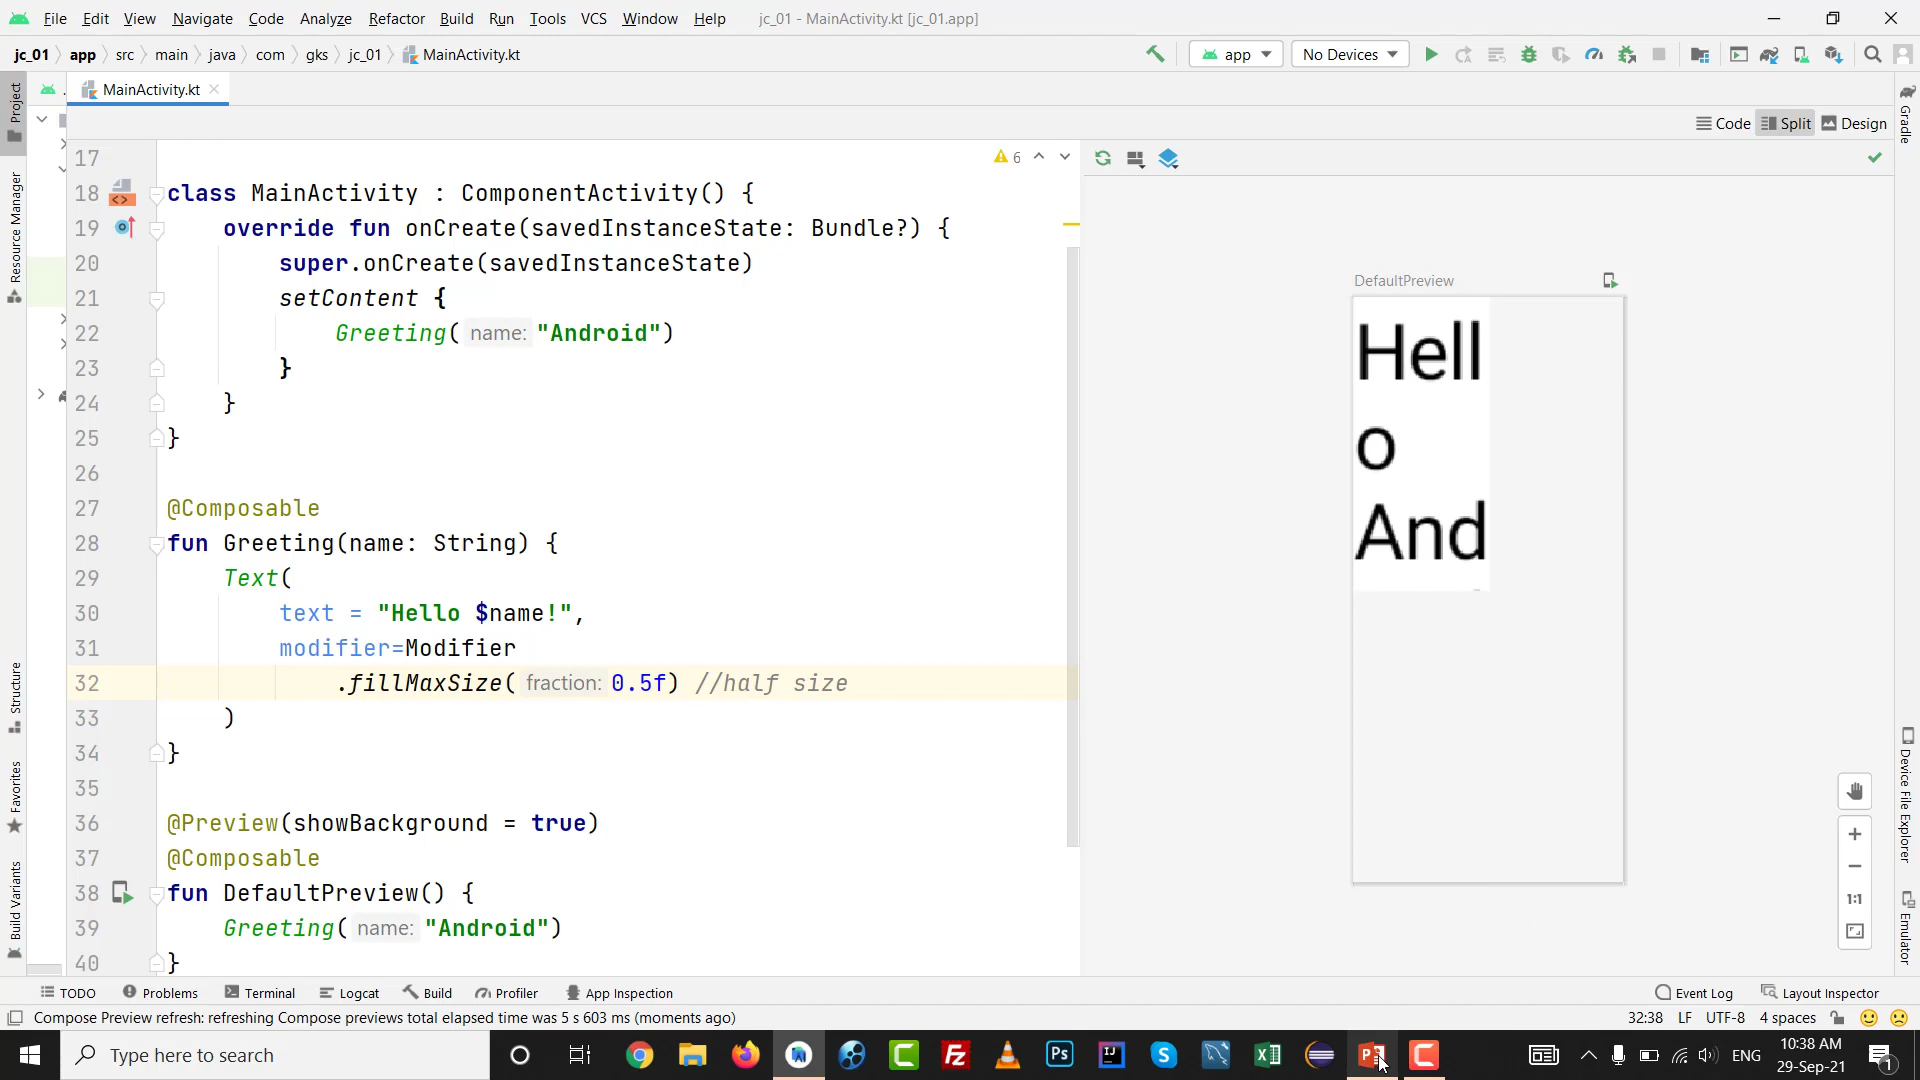 File Edit View Navigate Code Analyze Refactor Build Run Tools VCS Window Help jc_01 - MainActivity.kt [jc_01.app]
jc_01 app src main java com gks jc_01 MainActivity.kt app No Devices
MainActivity.kt
Code Split Design
Project
Resource Manager
Structure
Favorites
Build Variants
Gradle
Device File Explorer
Emulator
6
17
18 class MainActivity : ComponentActivity() {
19 override fun onCreate(savedInstanceState: Bundle?) {
20 super.onCreate(savedInstanceState)
21 setContent {
22 Greeting( name: "Android")
23 }
24 }
25 }
26
27 @Composable
28 fun Greeting(name: String) {
29 Text(
30 text = "Hello $name!",
31 modifier=Modifier
32 .fillMaxSize( fraction: 0.5f) //half size
33 )
34 }
35
36 @Preview(showBackground = true)
37 @Composable
38 fun DefaultPreview() {
39 Greeting( name: "Android")
40 }
DefaultPreview
Hell
o
And
1:1
TODO Problems Terminal Logcat Build Profiler App Inspection Event Log Layout Inspector
Compose Preview refresh: refreshing Compose previews total elapsed time was 5 s 603 ms (moments ago) 32:38 LF UTF-8 4 spaces
Type here to search
Ps
ENG
10:38 AM
29-Sep-21
1